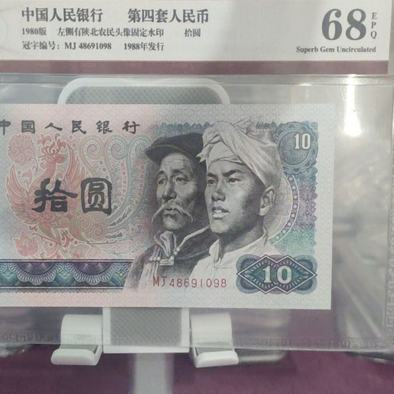 中国人民银行 第四套人民币
1980版 左侧有陕北农民头像固定水印 拾圆
冠字编号: MJ 48691098 1988年发行
68 EPQ
Superb Gem Uncirculated
中国人民银行
10
拾圆
MJ48691098
10